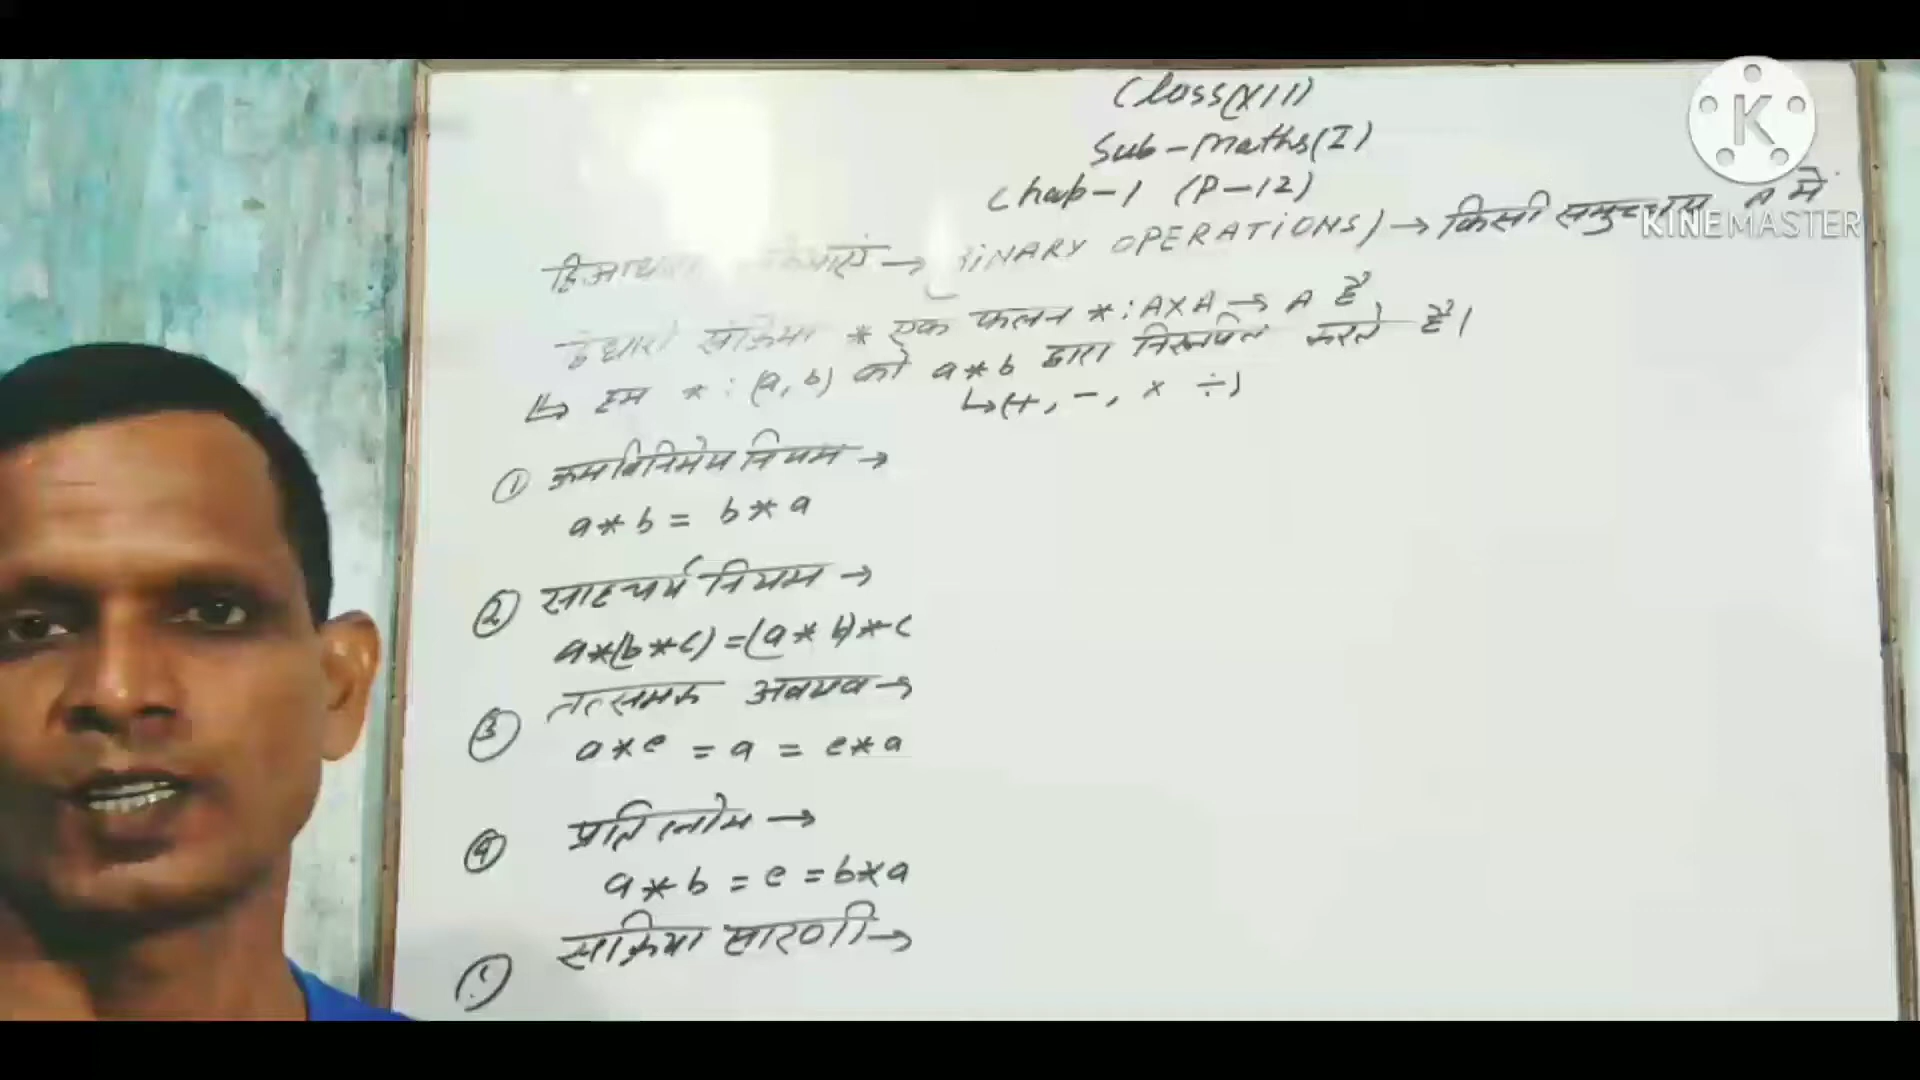 Class(XII)
Sub-Maths(I)
Chap-1 (P-12)
→ BINARY OPERATIONS) → किसी समुच्चय A में
संक्रिया * एक फलन *: A×A → A है
↳ हम *: (a, b) को a*b द्वारा निरूपित करते हैं।
↳(+, -, × ÷)
① क्रमविनिमेय नियम →
a*b = b*a
② साहचर्य नियम →
a*(b*c) = (a*b)*c
③ तत्समक अवयव →
a*e = a = e*a
④ प्रतिलोम →
a*b = e = b*a
सक्रिया सारणी →
K
KINEMASTER